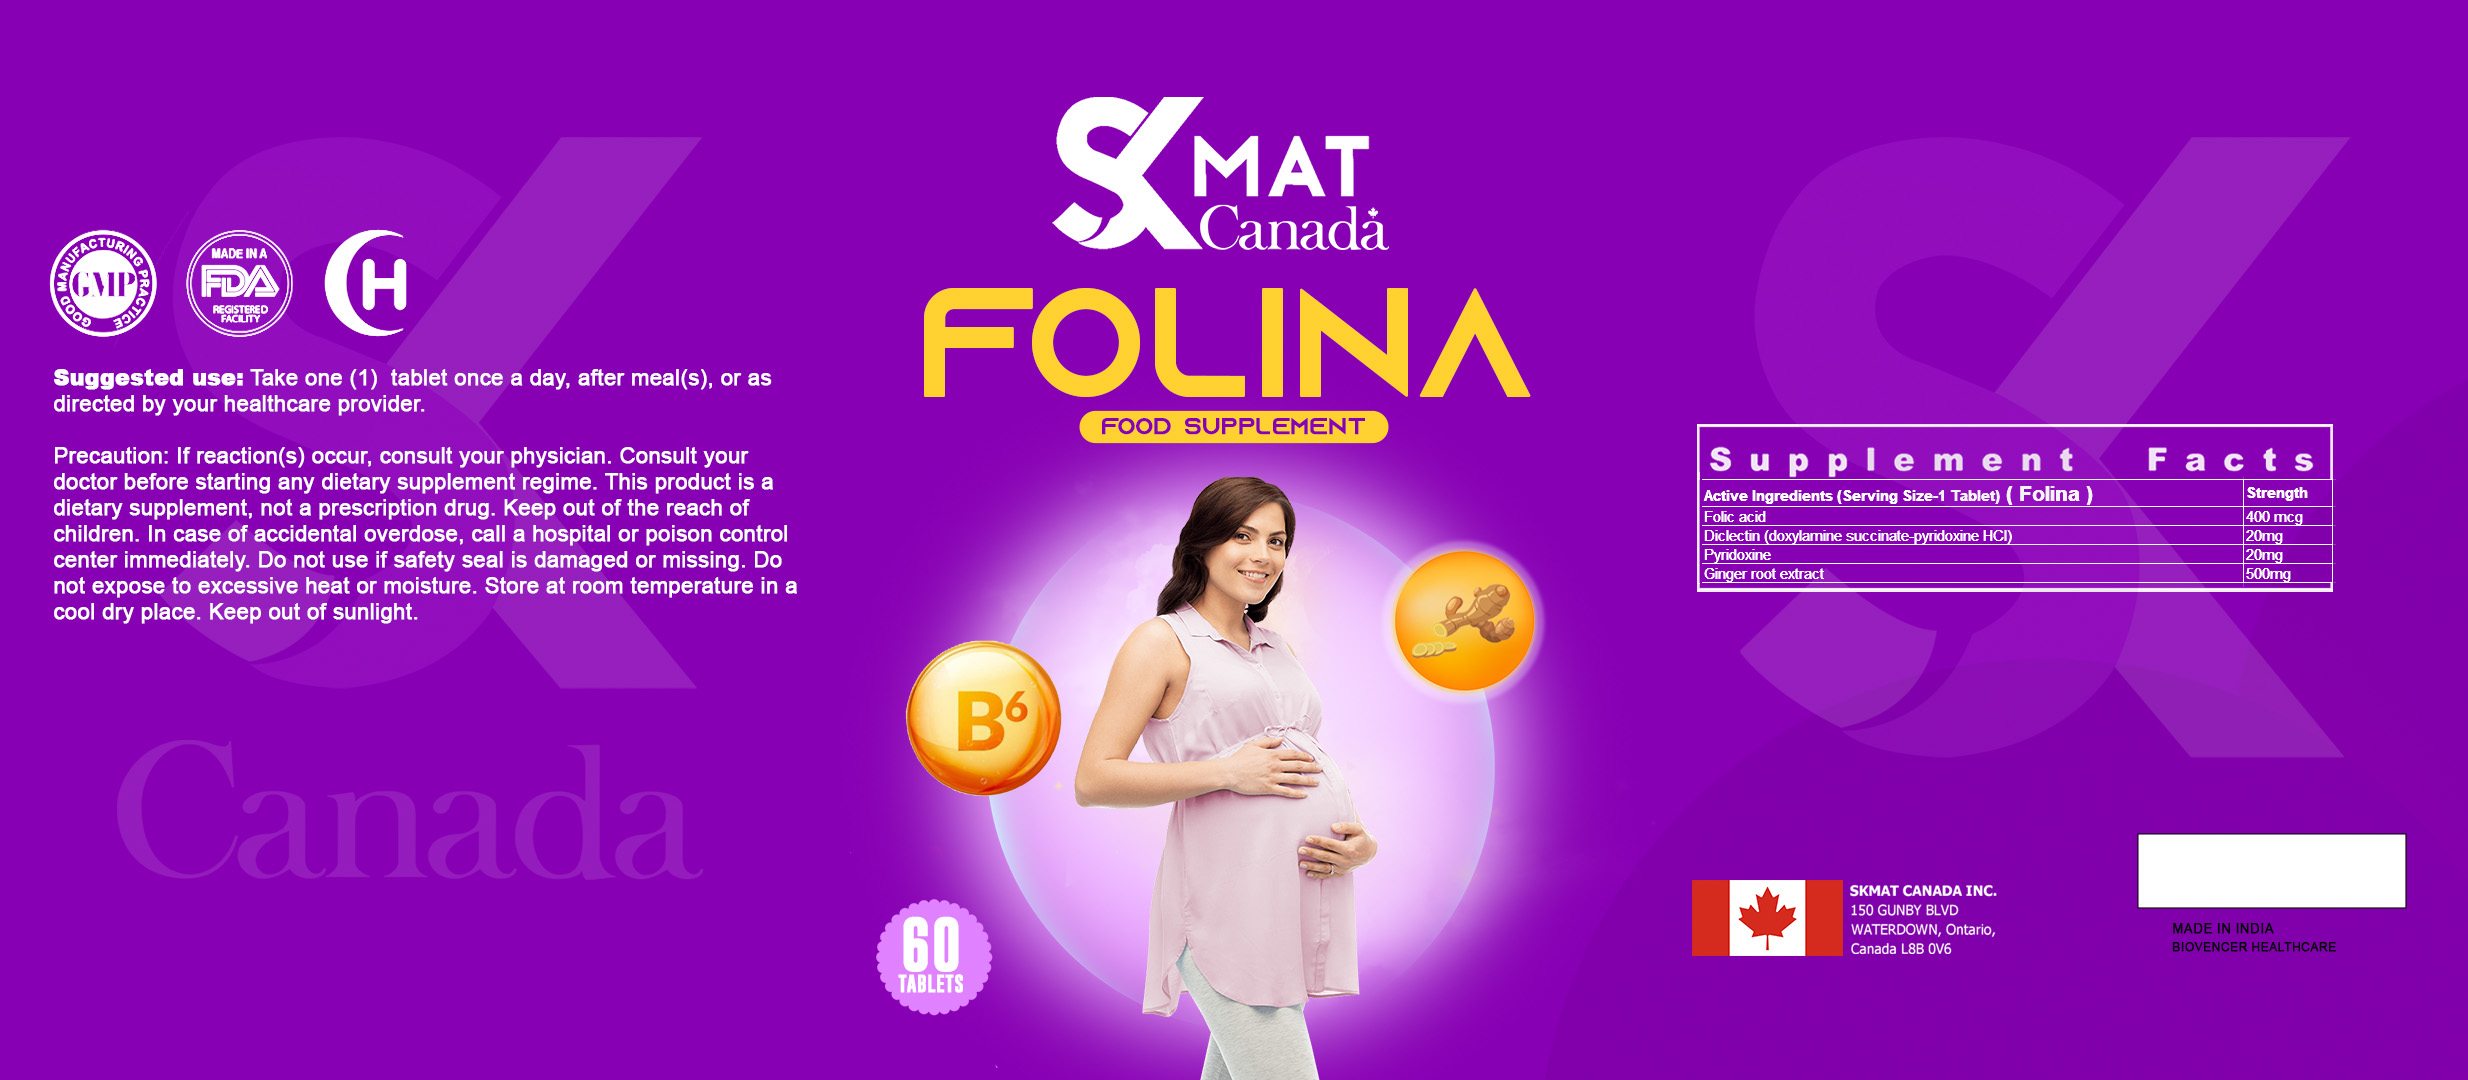 GOOD MANUFACTURING PRACTICE
GMP
MADE IN A
FDA
REGISTERED
FACILITY
H
Suggested use: Take one (1) tablet once a day, after meal(s), or as
directed by your healthcare provider.
Precaution: If reaction(s) occur, consult your physician. Consult your
doctor before starting any dietary supplement regime. This product is a
dietary supplement, not a prescription drug. Keep out of the reach of
children. In case of accidental overdose, call a hospital or poison control
center immediately. Do not use if safety seal is damaged or missing. Do
not expose to excessive heat or moisture. Store at room temperature in a
cool dry place. Keep out of sunlight.
SK
Canada
SK MAT
Canada
FOLINA
FOOD SUPPLEMENT
B6
60
TABLETS
SK
Supplement Facts
Active Ingredients (Serving Size-1 Tablet) ( Folina ) Strength
Folic acid 400 mcg
Diclectin (doxylamine succinate-pyridoxine HCl) 20mg
Pyridoxine 20mg
Ginger root extract 500mg
SKMAT CANADA INC.
150 GUNBY BLVD
WATERDOWN, Ontario,
Canada L8B 0V6
MADE IN INDIA
BIOVENCER HEALTHCARE